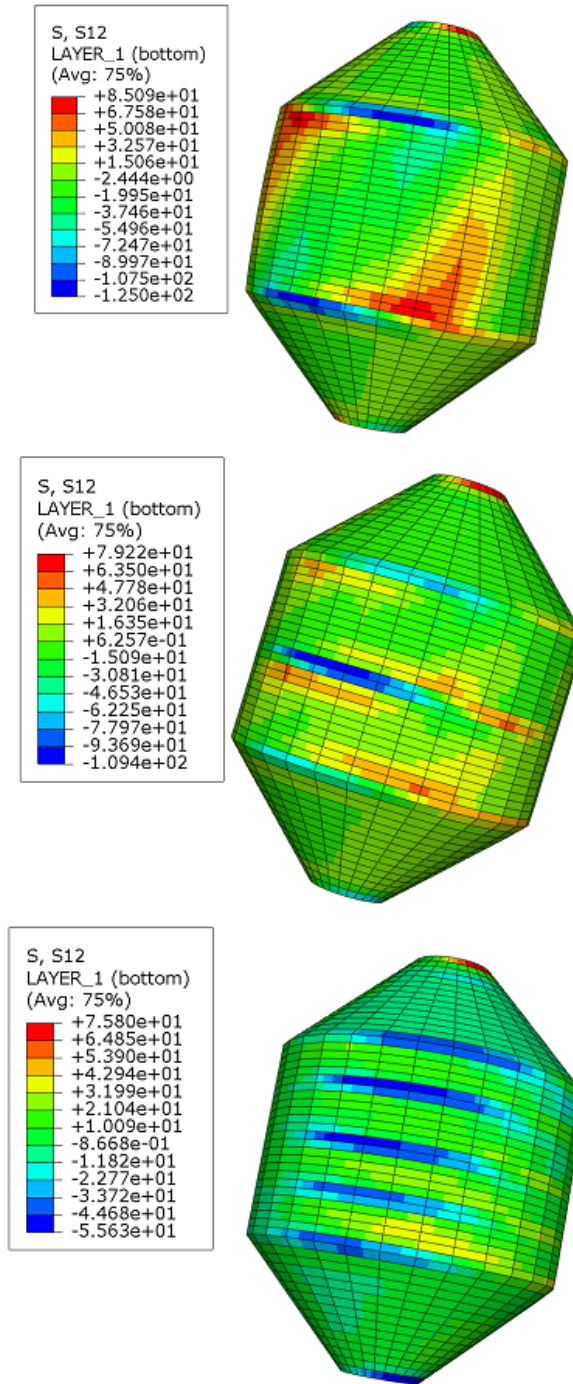 S, S12
LAYER_1 (bottom)
(Avg: 75%)
+8.509e+01
+6.758e+01
+5.008e+01
+3.257e+01
+1.506e+01
-2.444e+00
-1.995e+01
-3.746e+01
-5.496e+01
-7.247e+01
-8.997e+01
-1.075e+02
-1.250e+02
S, S12
LAYER_1 (bottom)
(Avg: 75%)
+7.922e+01
+6.350e+01
+4.778e+01
+3.206e+01
+1.635e+01
+6.257e-01
-1.509e+01
-3.081e+01
-4.653e+01
-6.225e+01
-7.797e+01
-9.369e+01
-1.094e+02
S, S12
LAYER_1 (bottom)
(Avg: 75%)
+7.580e+01
+6.485e+01
+5.390e+01
+4.294e+01
+3.199e+01
+2.104e+01
+1.009e+01
-8.668e-01
-1.182e+01
-2.277e+01
-3.372e+01
-4.468e+01
-5.563e+01